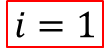 i = 1